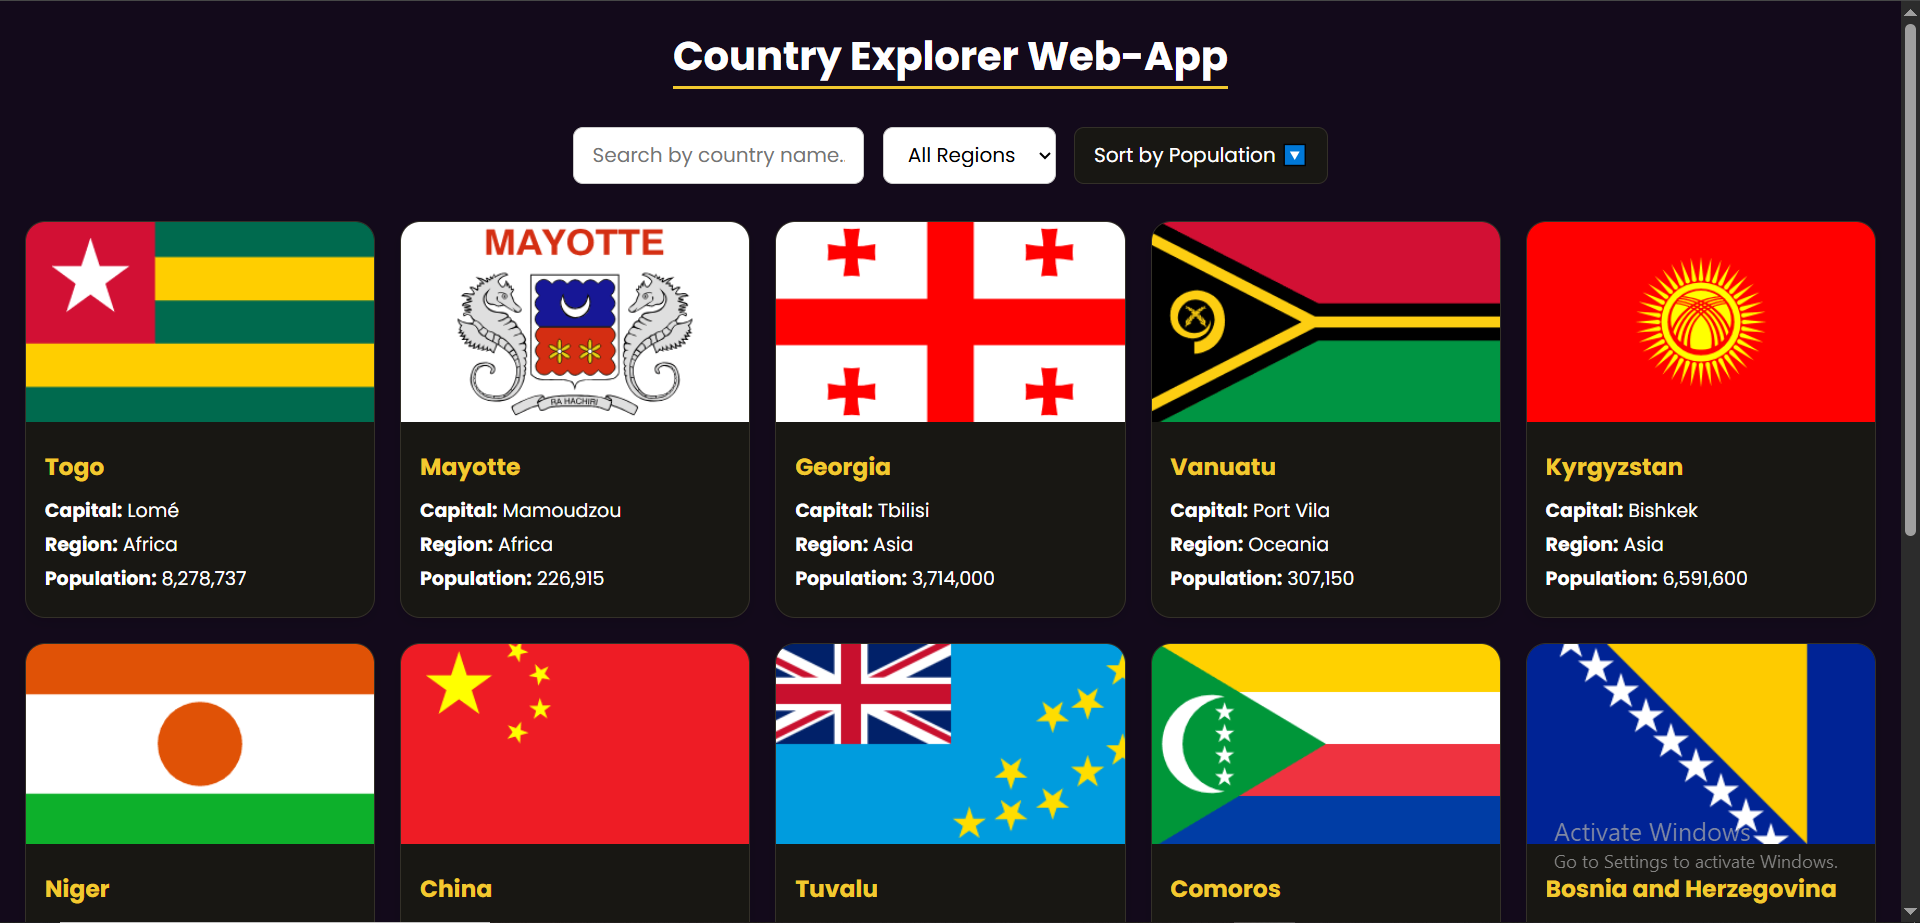 Country Explorer Web-App
Search by country name..
All Regions
Sort by Population 🔽
MAYOTTE
RA HACHIRI
Togo
Capital: Lomé
Region: Africa
Population: 8,278,737
Mayotte
Capital: Mamoudzou
Region: Africa
Population: 226,915
Georgia
Capital: Tbilisi
Region: Asia
Population: 3,714,000
Vanuatu
Capital: Port Vila
Region: Oceania
Population: 307,150
Kyrgyzstan
Capital: Bishkek
Region: Asia
Population: 6,591,600
Niger
China
Tuvalu
Comoros
Activate Windows
Go to Settings to activate Windows.
Bosnia and Herzegovina